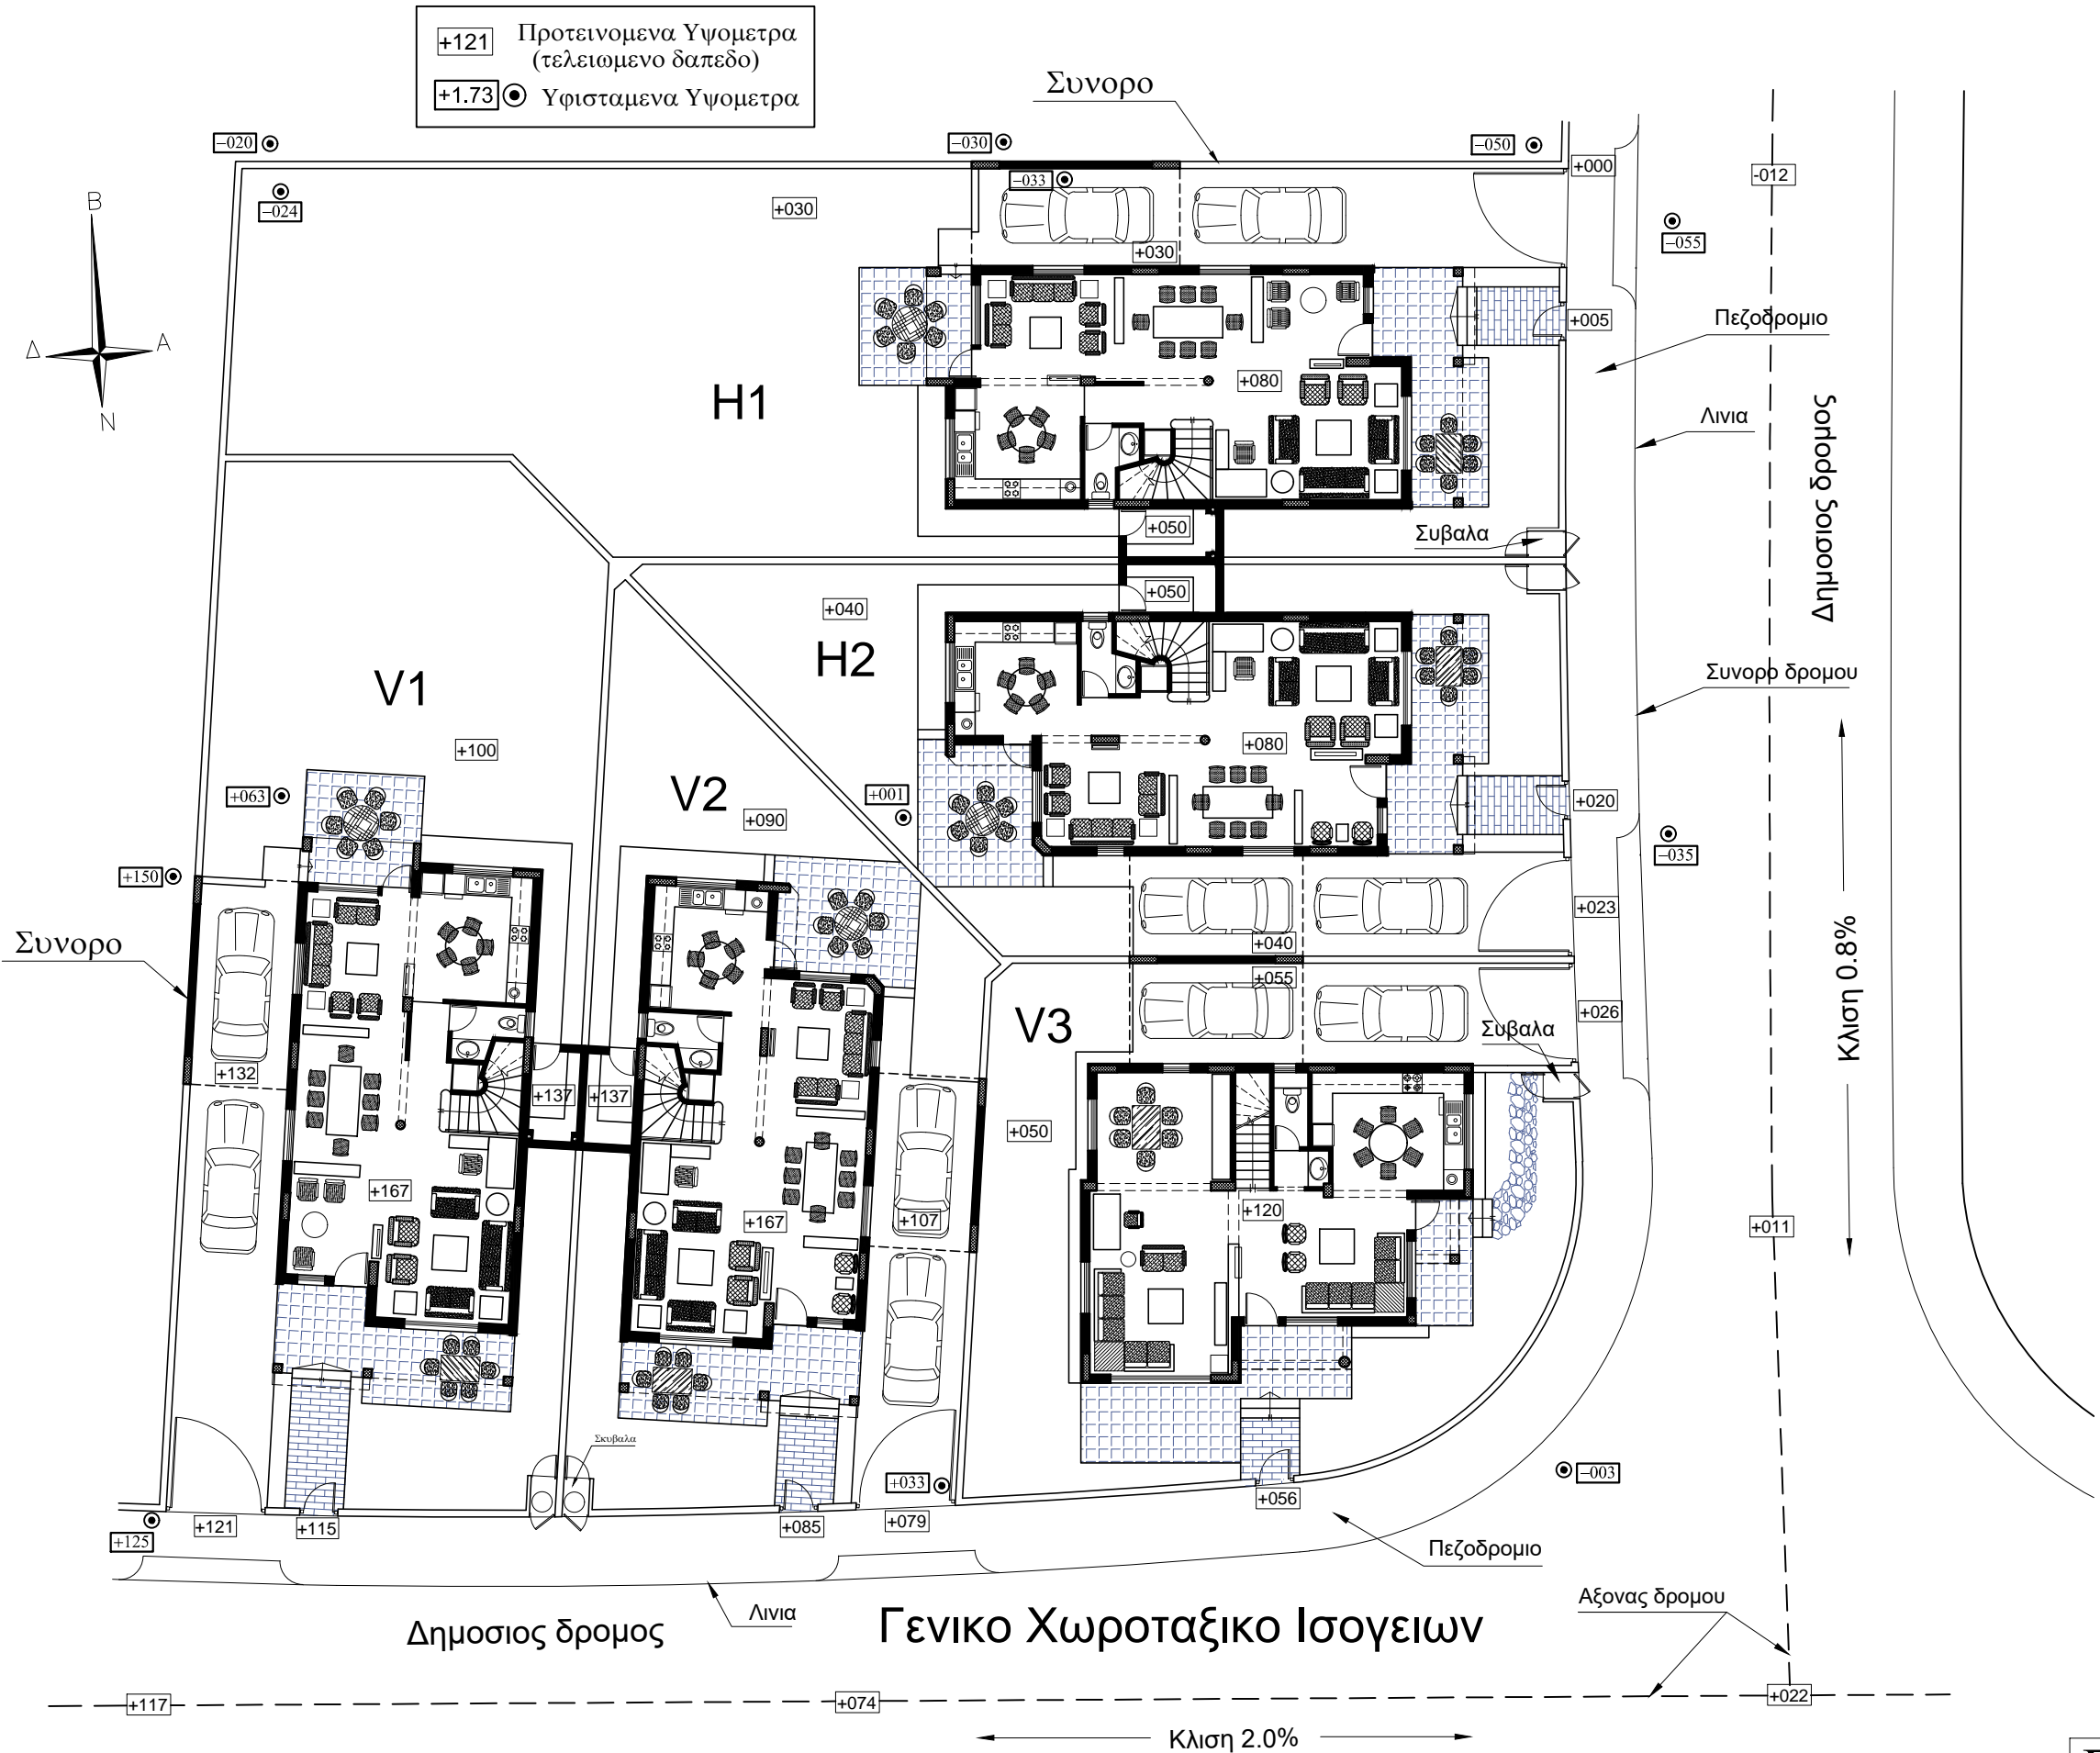 +121 Προτεινομενα Υψομετρα
(τελειωμενο δαπεδο)
+1.73 Υφισταμενα Υψομετρα
Συνορο
−020
−030
−050
+000
-012
−024
+030
−033
−055
+030
Β
Δ
Α
Ν
+005
Πεζοδρομιο
H1
+080
Λινια
Δημοσιος δρομος
+050
Συβαλα
+050
+040
H2
V1
Συνορο δρομου
+100
+080
V2
+063
+001
+090
+020
−035
+150
+023
Κλιση 0.8%
Συνορο
+040
+055
V3
+026
Συβαλα
+132
+137
+137
+050
+167
+167
+107
+120
+011
Σκυβαλα
+033
−003
+056
+121
+115
+085
+079
+125
Πεζοδρομιο
Αξονας δρομου
Λινια
Δημοσιος δρομος
Γενικο Χωροταξικο Ισογειων
+117
+074
+022
Κλιση 2.0%